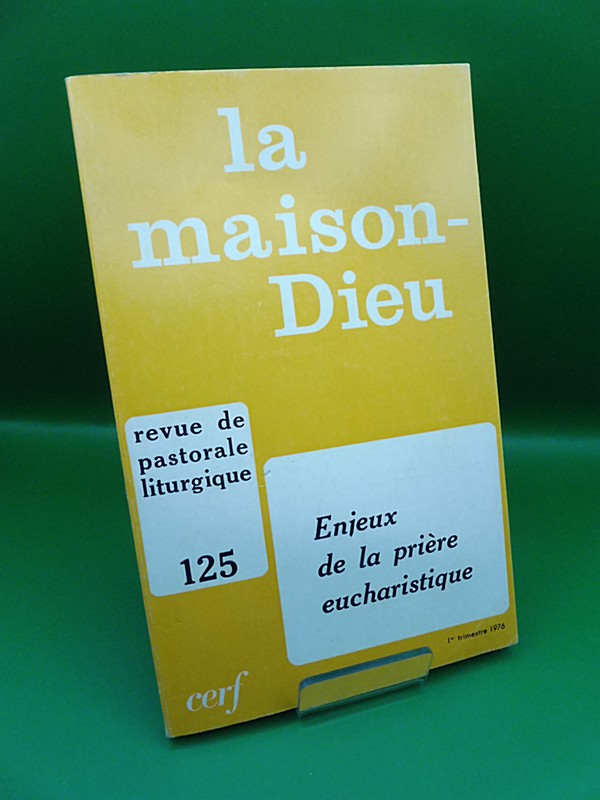 la
maison-
Dieu
revue de
pastorale
liturgique
125
Enjeux
de la prière
eucharistique
1er trimestre 1976
cerf